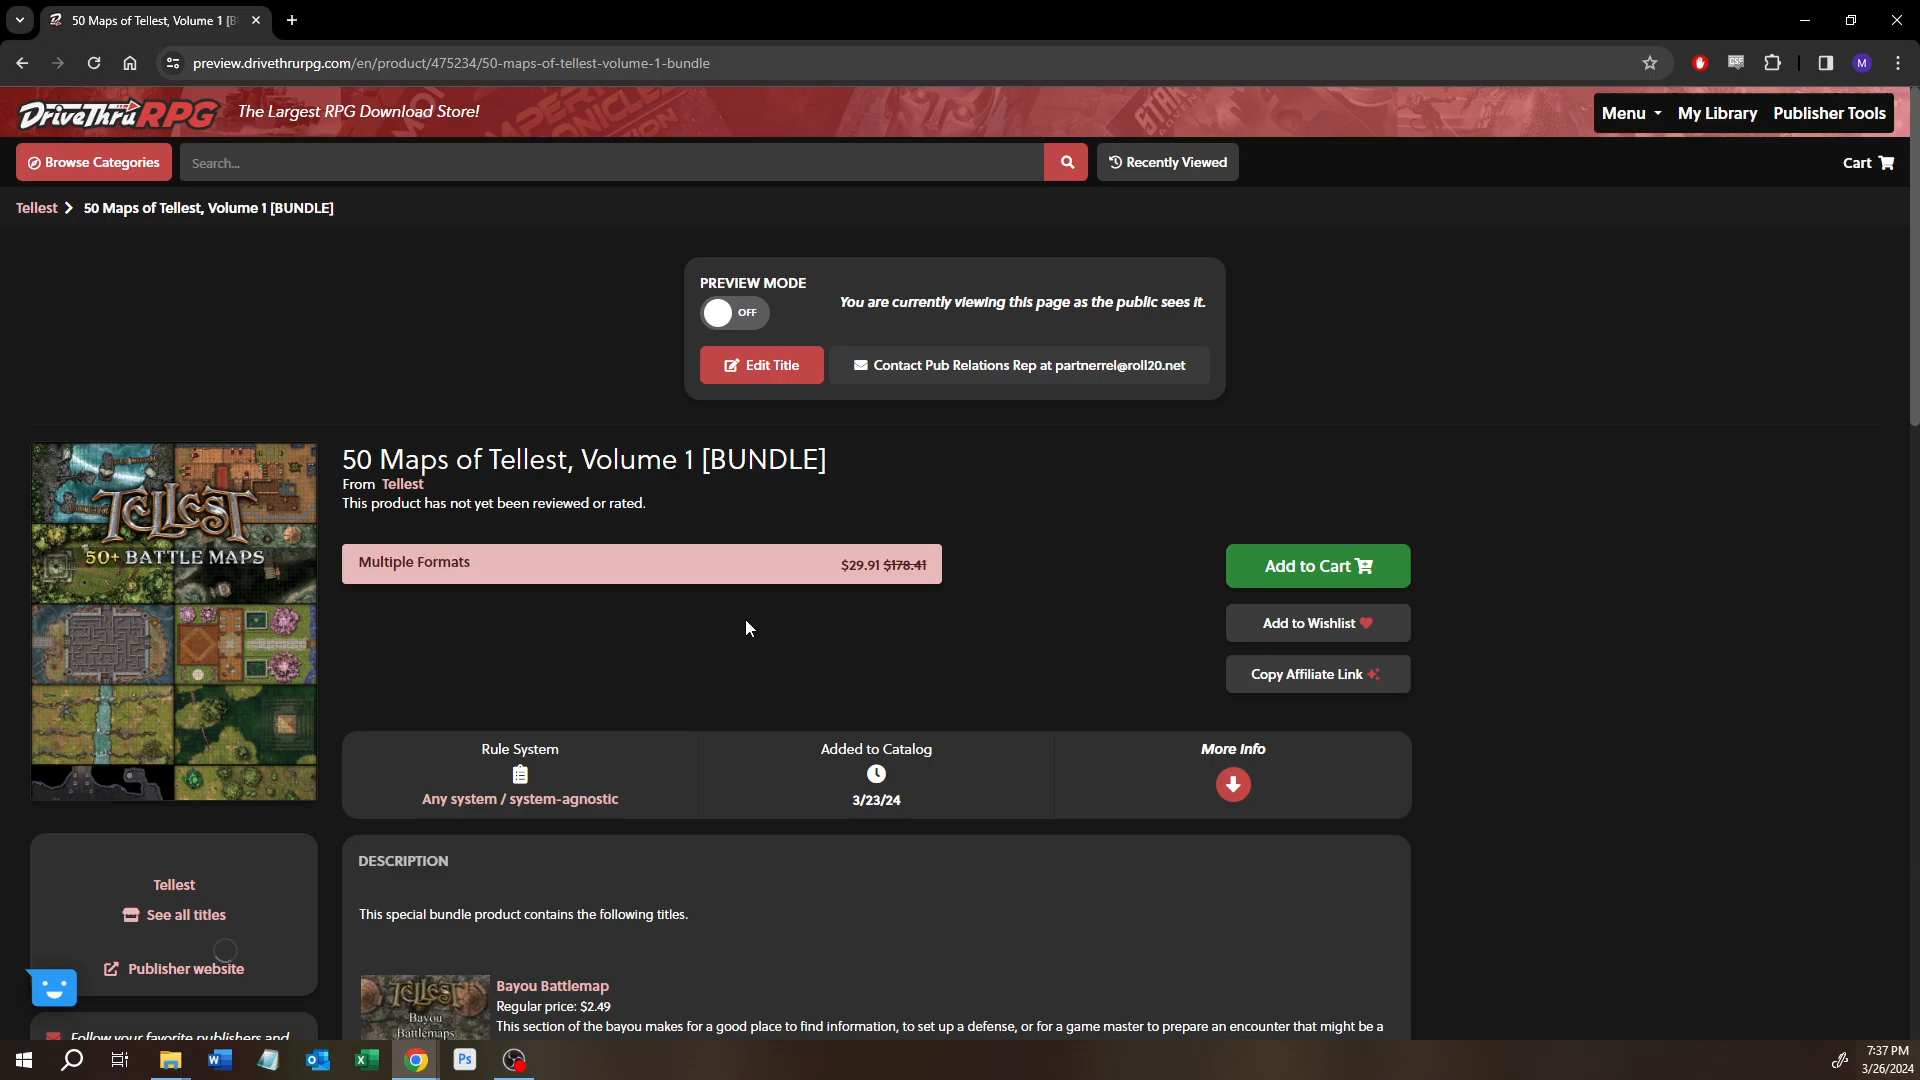 50 Maps of Tellest, Volume 1 [B
preview.drivethrurpg.com/en/product/475234/50-maps-of-tellest-volume-1-bundle
CSF
M
DriveThruRPG
The Largest RPG Download Store!
Menu
My Library
Publisher Tools
Browse Categories
Search...
Recently Viewed
Cart
Tellest
50 Maps of Tellest, Volume 1 [BUNDLE]
PREVIEW MODE
OFF
You are currently viewing this page as the public sees it.
Edit Title
Contact Pub Relations Rep at partnerrel@roll20.net
TELLEST
50+ BATTLE MAPS
50 Maps of Tellest, Volume 1 [BUNDLE]
From Tellest
This product has not yet been reviewed or rated.
Multiple Formats
$29.91 $178.41
Add to Cart
Add to Wishlist
Copy Affiliate Link
Rule System
Any system / system-agnostic
Added to Catalog
3/23/24
More Info
Tellest
See all titles
Publisher website
Follow your favorite publishers and
DESCRIPTION
This special bundle product contains the following titles.
TELLEST
Bayou
Battlemaps
Bayou Battlemap
Regular price: $2.49
This section of the bayou makes for a good place to find information, to set up a defense, or for a game master to prepare an encounter that might be a
Ps
7:37 PM
3/26/2024